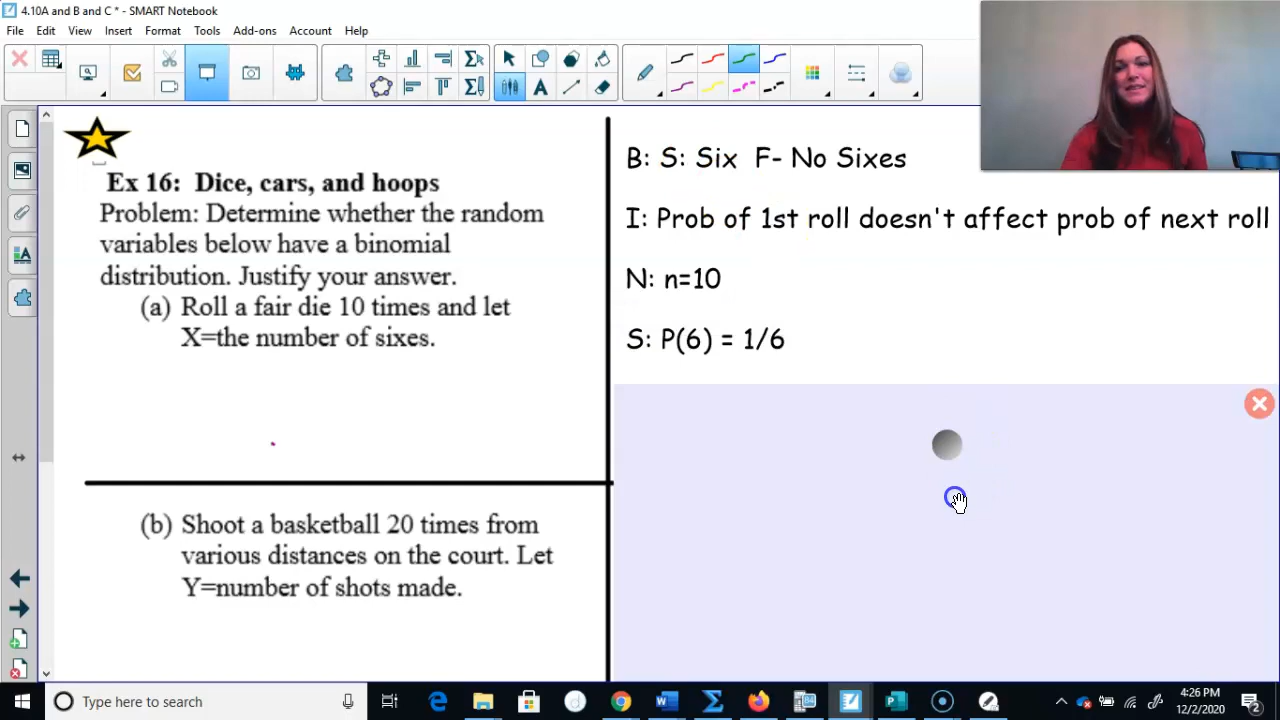 4.10A and B and C * - SMART Notebook
File Edit View Insert Format Tools Add-ons Account Help
Ex 16: Dice, cars, and hoops
Problem: Determine whether the random
variables below have a binomial
distribution. Justify your answer.
(a) Roll a fair die 10 times and let
X=the number of sixes.
(b) Shoot a basketball 20 times from
various distances on the court. Let
Y=number of shots made.
B: S: Six F- No Sixes
I: Prob of 1st roll doesn't affect prob of next roll
N: n=10
S: P(6) = 1/6
Type here to search
4:26 PM
12/2/2020
2